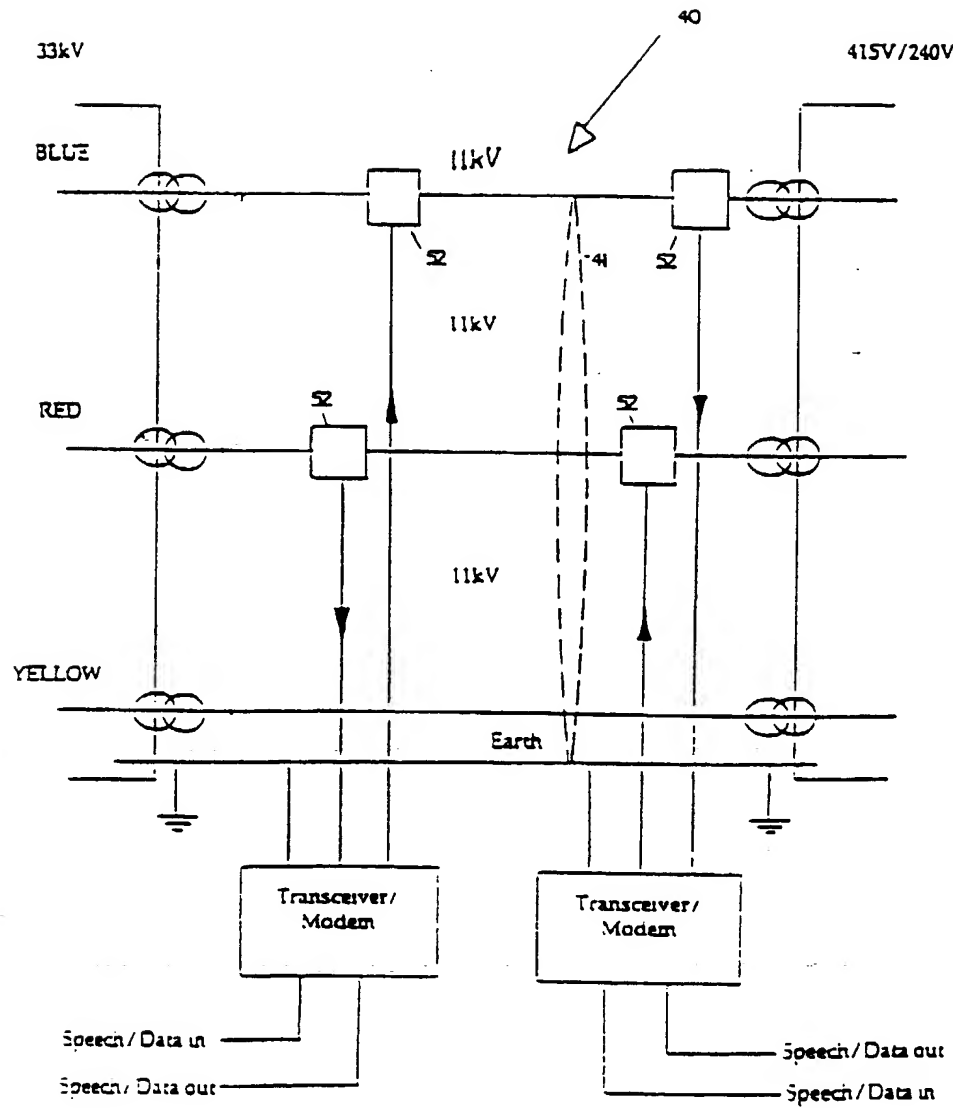 40
33kV
415V/240V
BLUE
11kV
52
41
52
11kV
RED
52
52
11kV
YELLOW
Earth
Transceiver/
Modem
Transceiver/
Modem
Speech/Data in
Speech/Data out
Speech/Data out
Speech/Data in